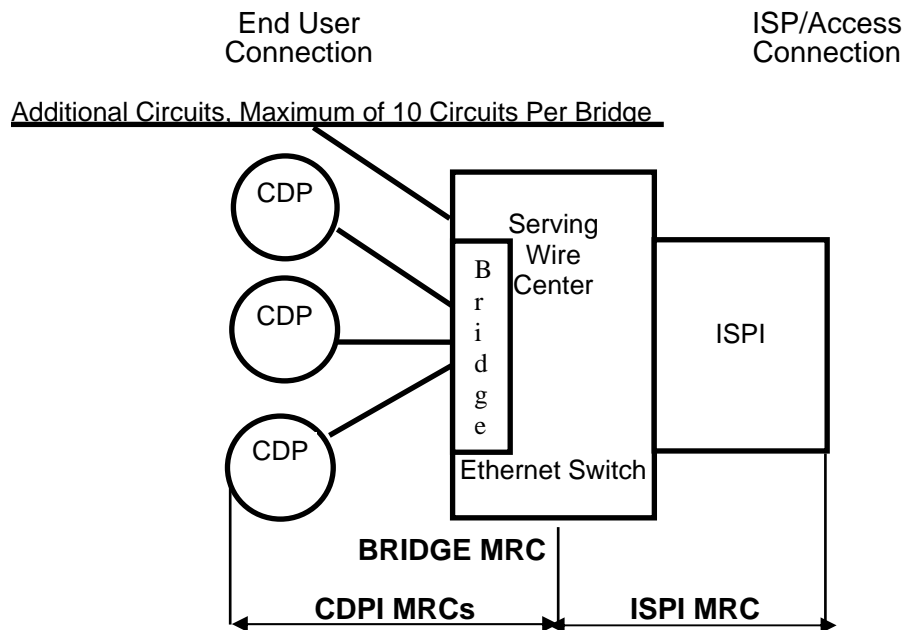 End User
Connection
ISP/Access
Connection
Additional Circuits, Maximum of 10 Circuits Per Bridge
CDP
CDP
CDP
Bridge
Serving
Wire
Center
Ethernet Switch
ISPI
BRIDGE MRC
CDPI MRCs
ISPI MRC